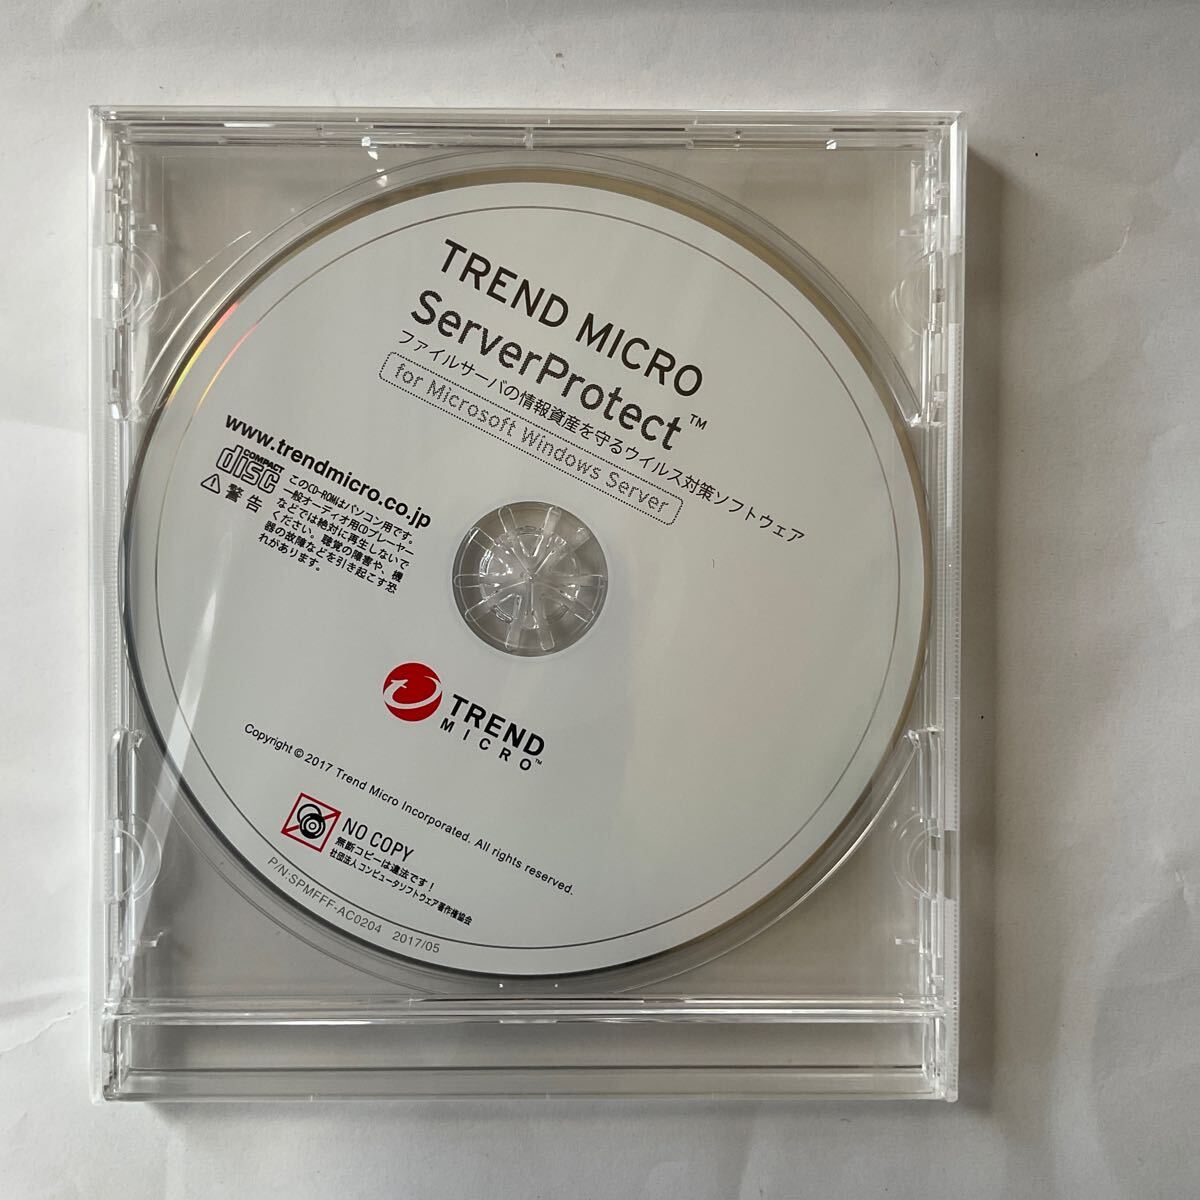 TREND MICRO
ServerProtect™
ファイルサーバの情報資産を守るウイルス対策ソフトウェア
for Microsoft Windows Server
www.trendmicro.co.jp
COMPACT
disc
⚠ 警告
このCD-ROMはパソコン用です。
一般オーディオ用CDプレーヤー
などでは絶対に再生しないで
ください。聴覚の障害や、機
器の故障などを引き起こす恐
れがあります。
TREND
MICRO™
Copyright © 2017 Trend Micro Incorporated. All rights reserved.
NO COPY
無断コピーは違法です！
社団法人コンピュータソフトウェア著作権協会
P/N:SPMFFF-AC0204 2017/05